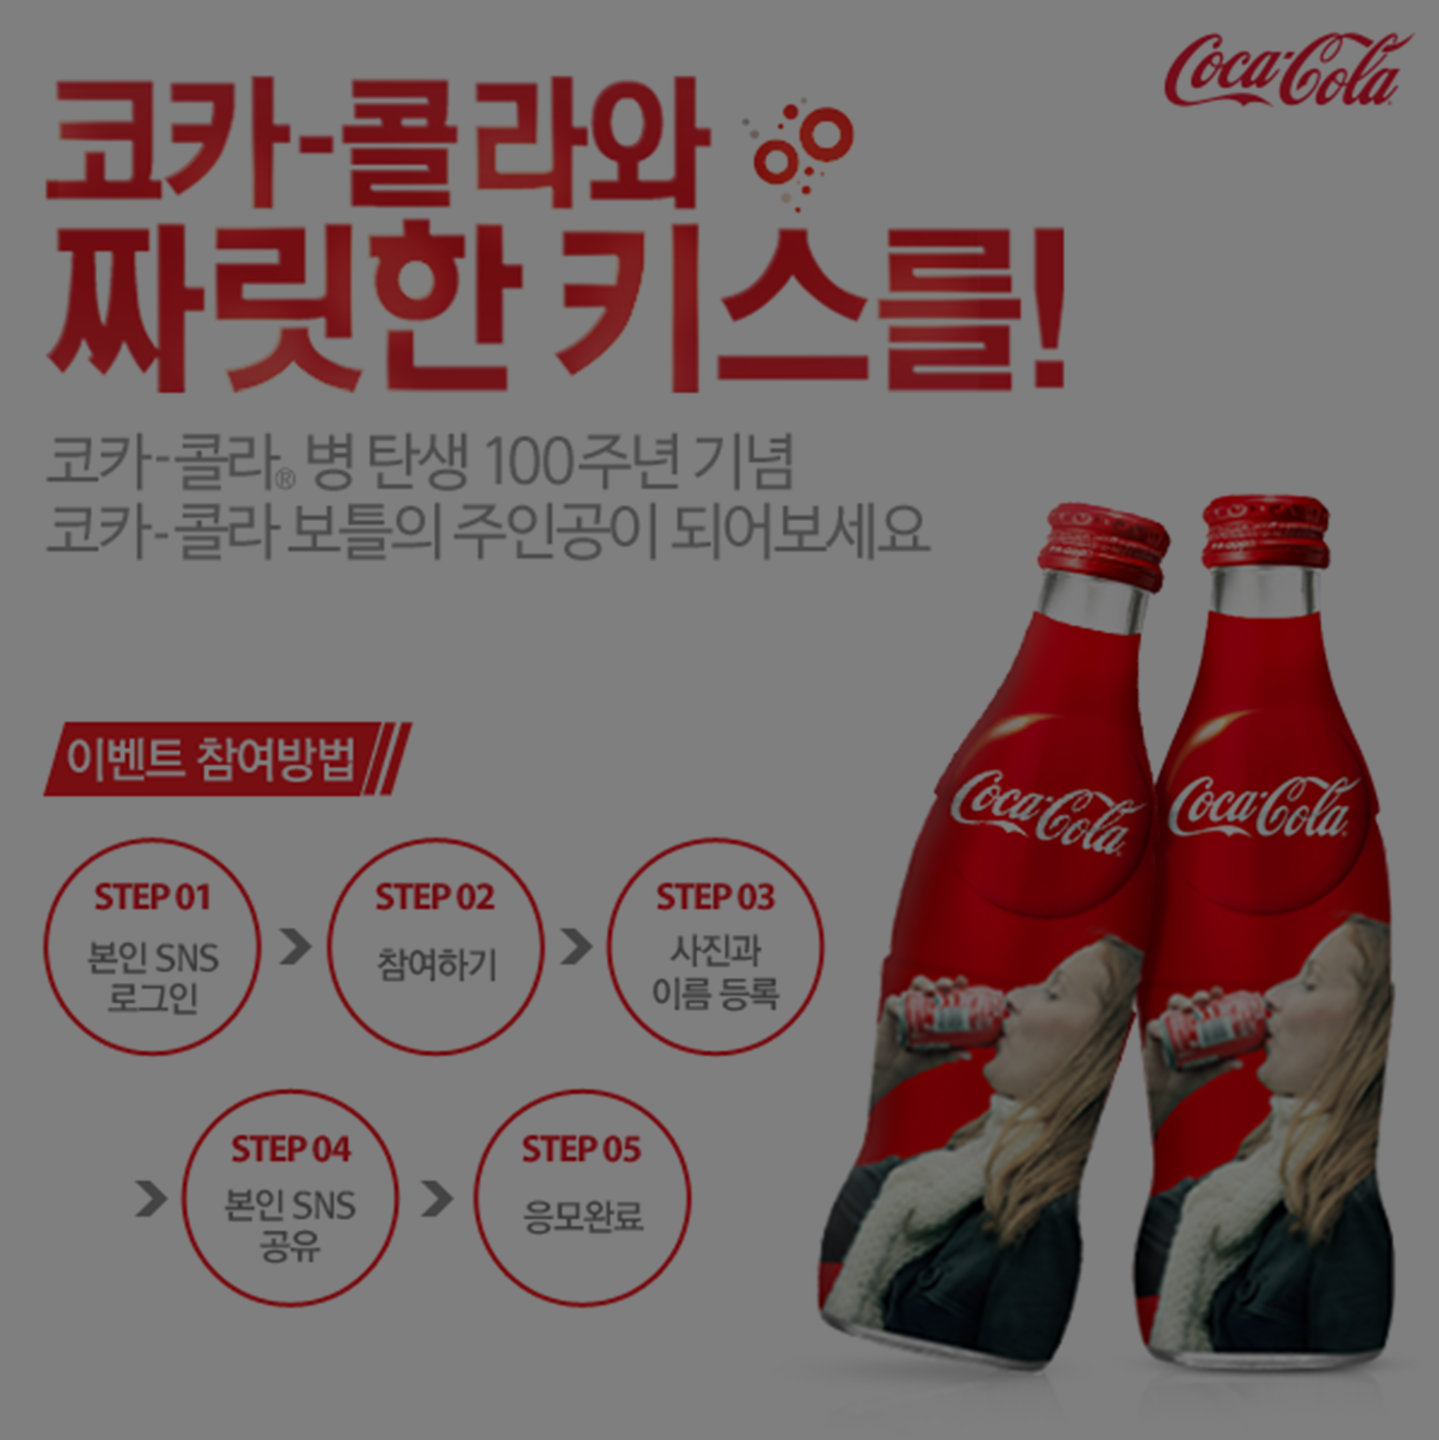 Coca-Cola
코카-콜라와
짜릿한 키스를!
코카-콜라® 병 탄생 100주년 기념
코카-콜라 보틀의 주인공이 되어보세요
이벤트 참여방법
STEP 01
본인 SNS
로그인
STEP 02
참여하기
STEP 03
사진과
이름 등록
STEP 04
본인 SNS
공유
STEP 05
응모완료
Coca-Cola
Coca-Cola